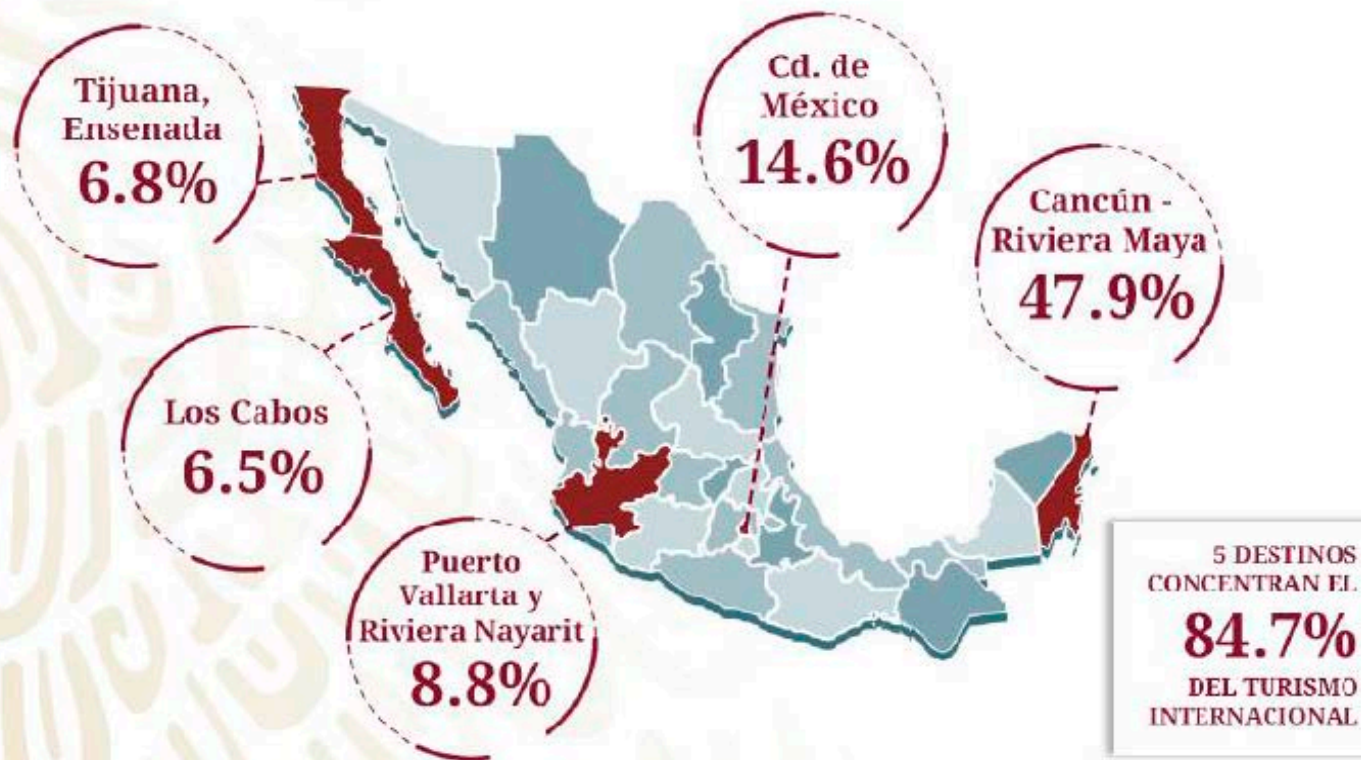 Tijuana,
Ensenada
6.8%
Cd. de
México
14.6%
Cancún -
Riviera Maya
47.9%
Los Cabos
6.5%
Puerto
Vallarta y
Riviera Nayarit
8.8%
5 DESTINOS
CONCENTRAN EL
84.7%
DEL TURISMO
INTERNACIONAL